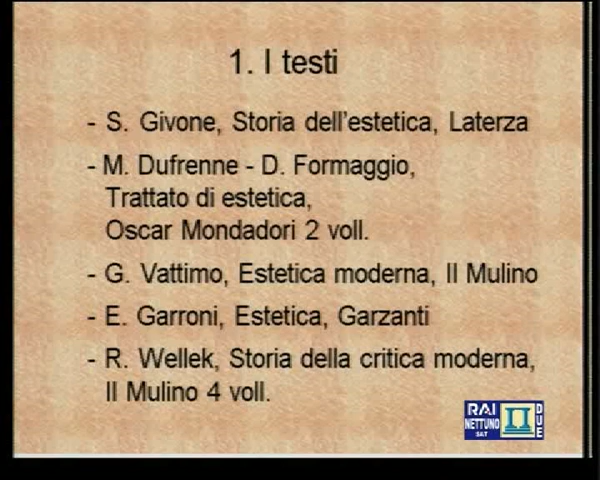 1. I testi
- S. Givone, Storia dell'estetica, Laterza
- M. Dufrenne - D. Formaggio,
Trattato di estetica,
Oscar Mondadori 2 voll.
- G. Vattimo, Estetica moderna, Il Mulino
- E. Garroni, Estetica, Garzanti
- R. Wellek, Storia della critica moderna,
Il Mulino 4 voll.
RAI
NETTUNO
SAT
DUE